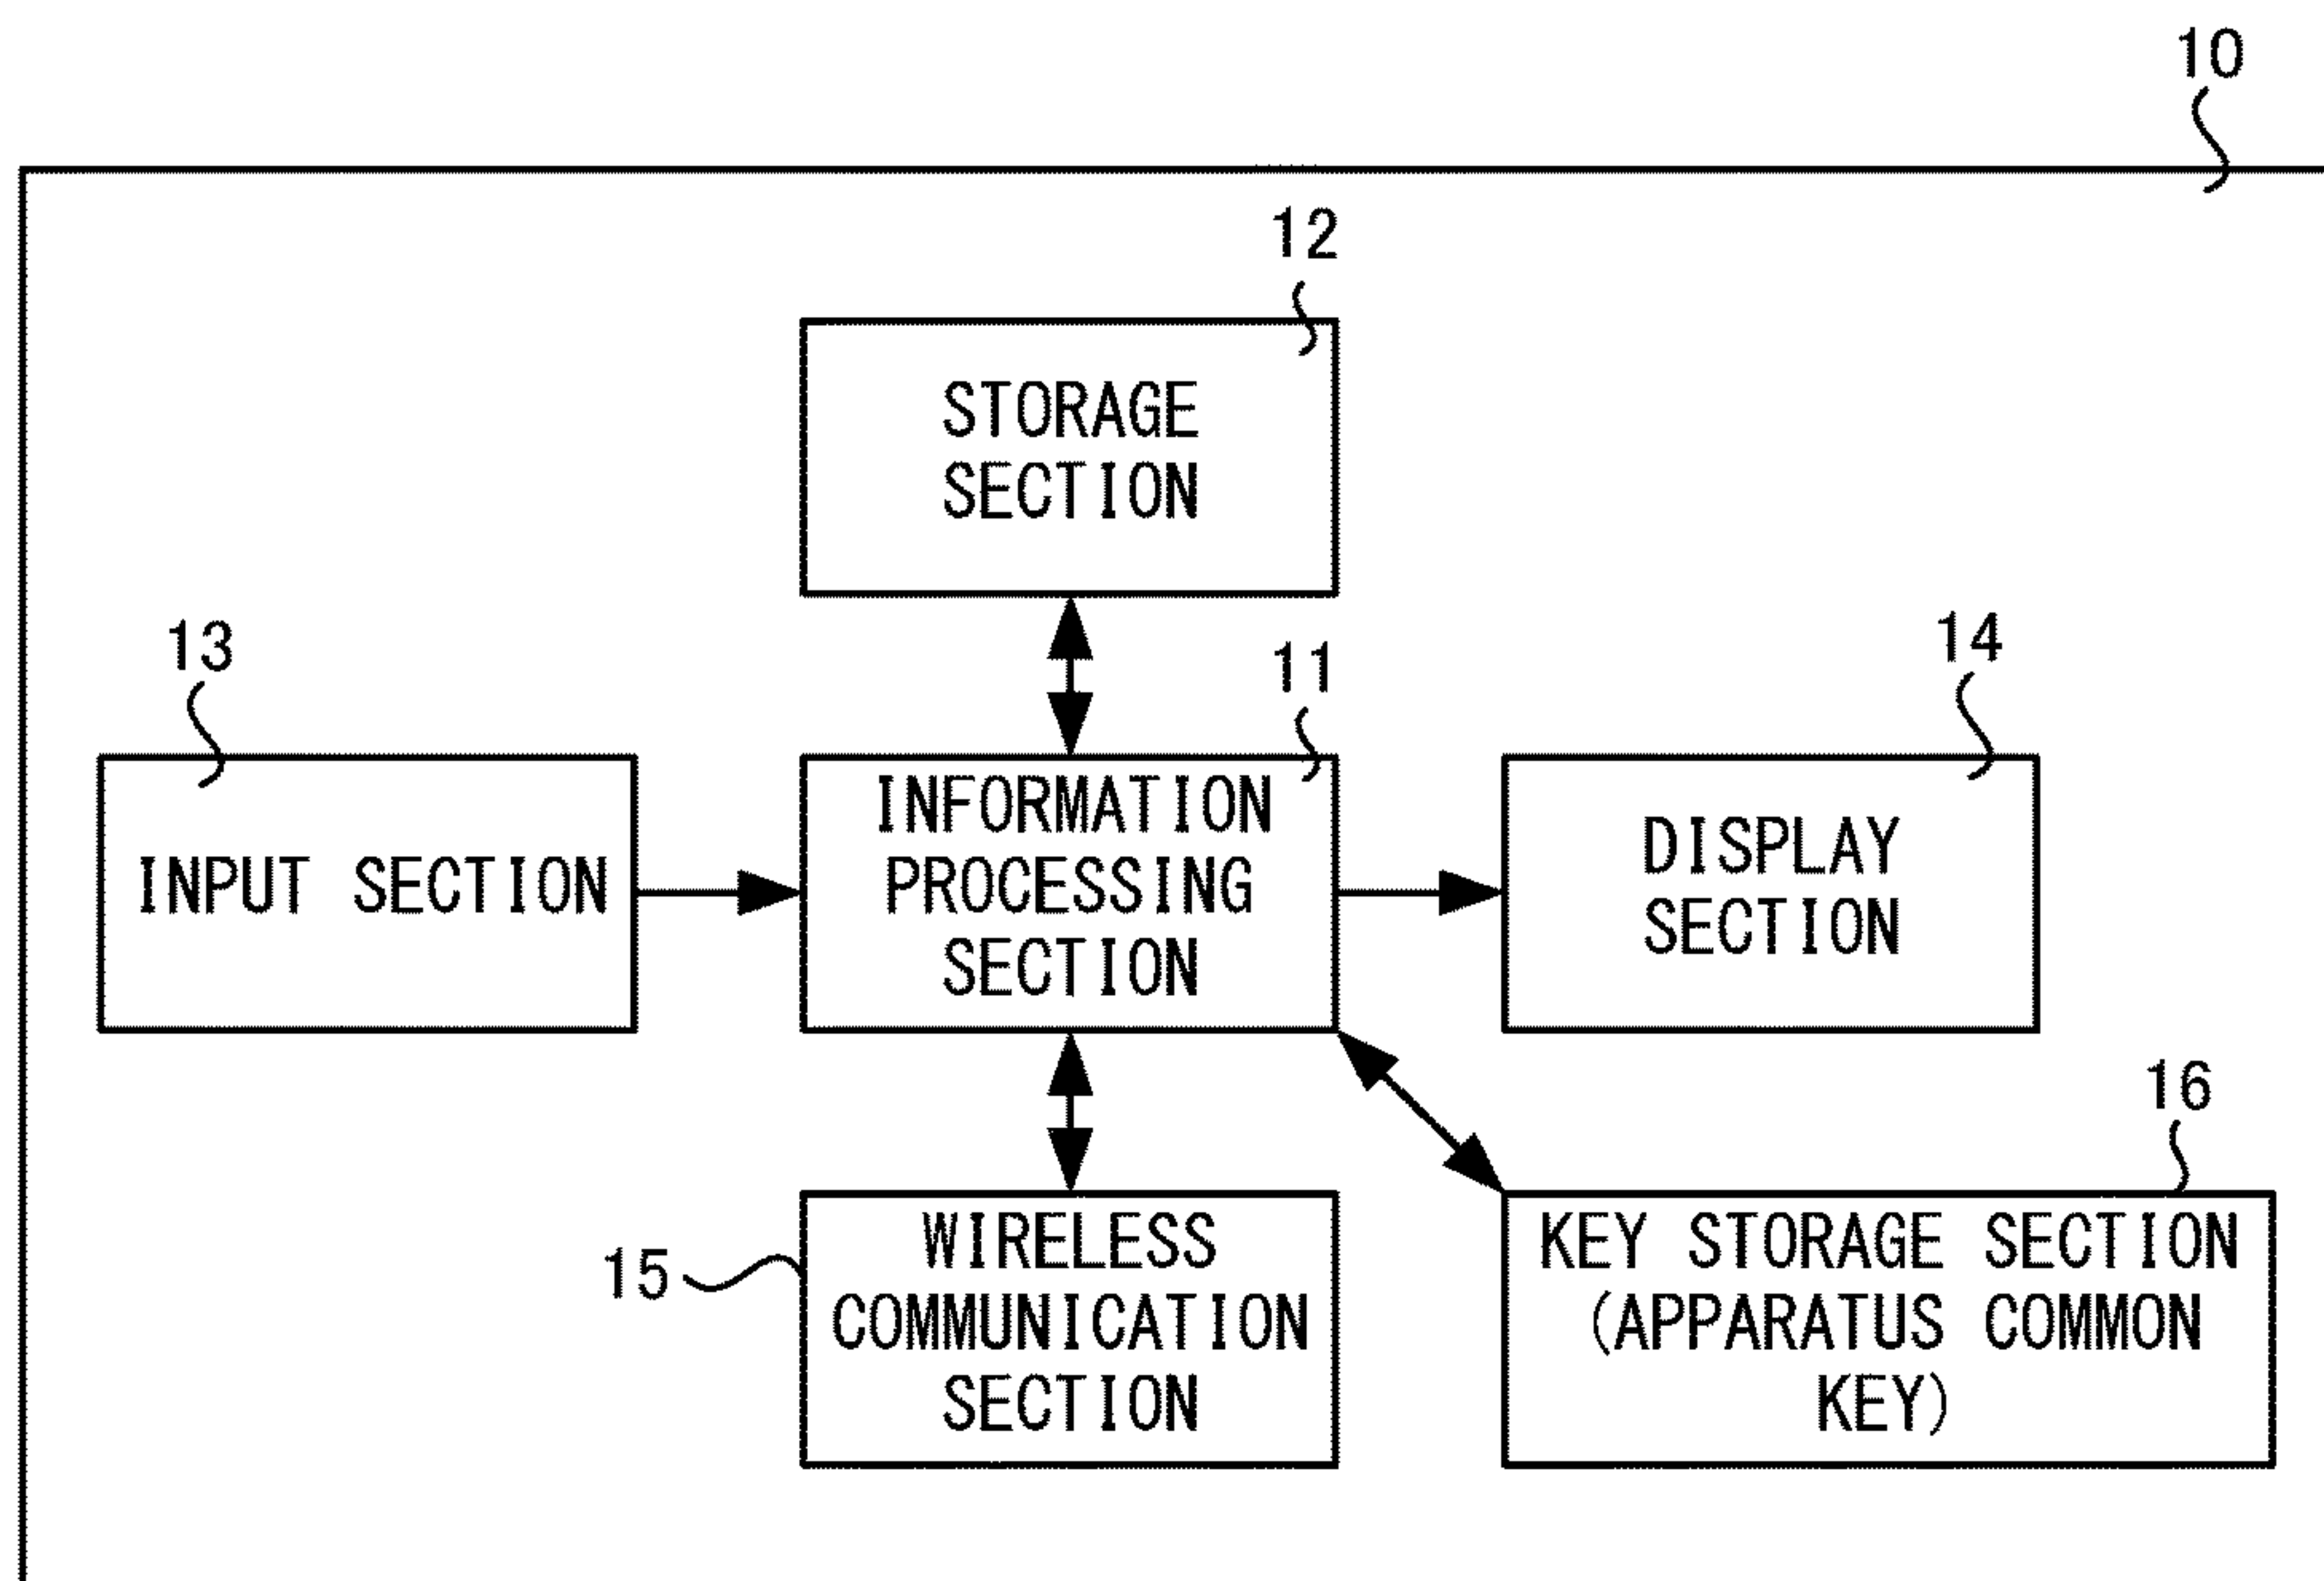 10
12
STORAGE
SECTION
13
11
14
INPUT SECTION
INFORMATION
PROCESSING
SECTION
DISPLAY
SECTION
16
15
WIRELESS
COMMUNICATION
SECTION
KEY STORAGE SECTION
(APPARATUS COMMON
KEY)